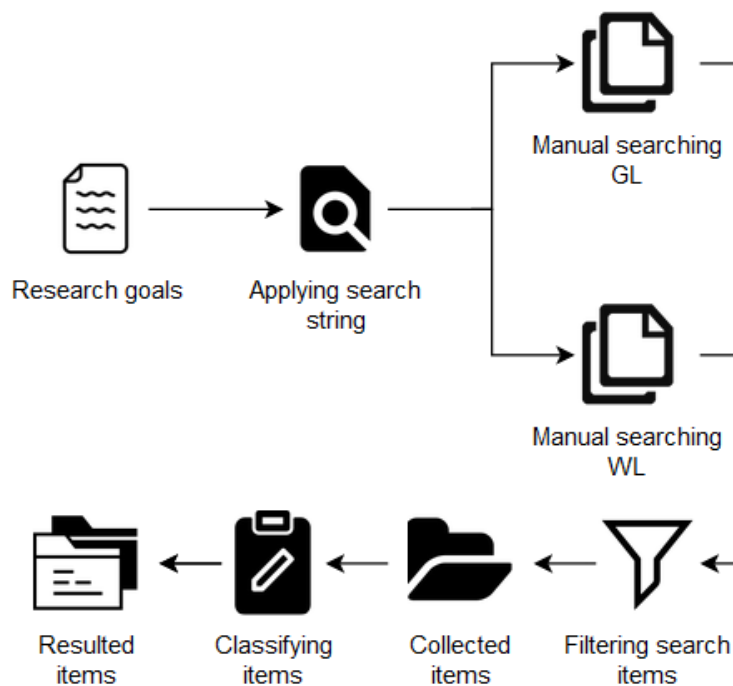 Manual searching
GL
Research goals
Applying search
string
Manual searching
WL
Resulted
items
Classifying
items
Collected
items
Filtering search
items